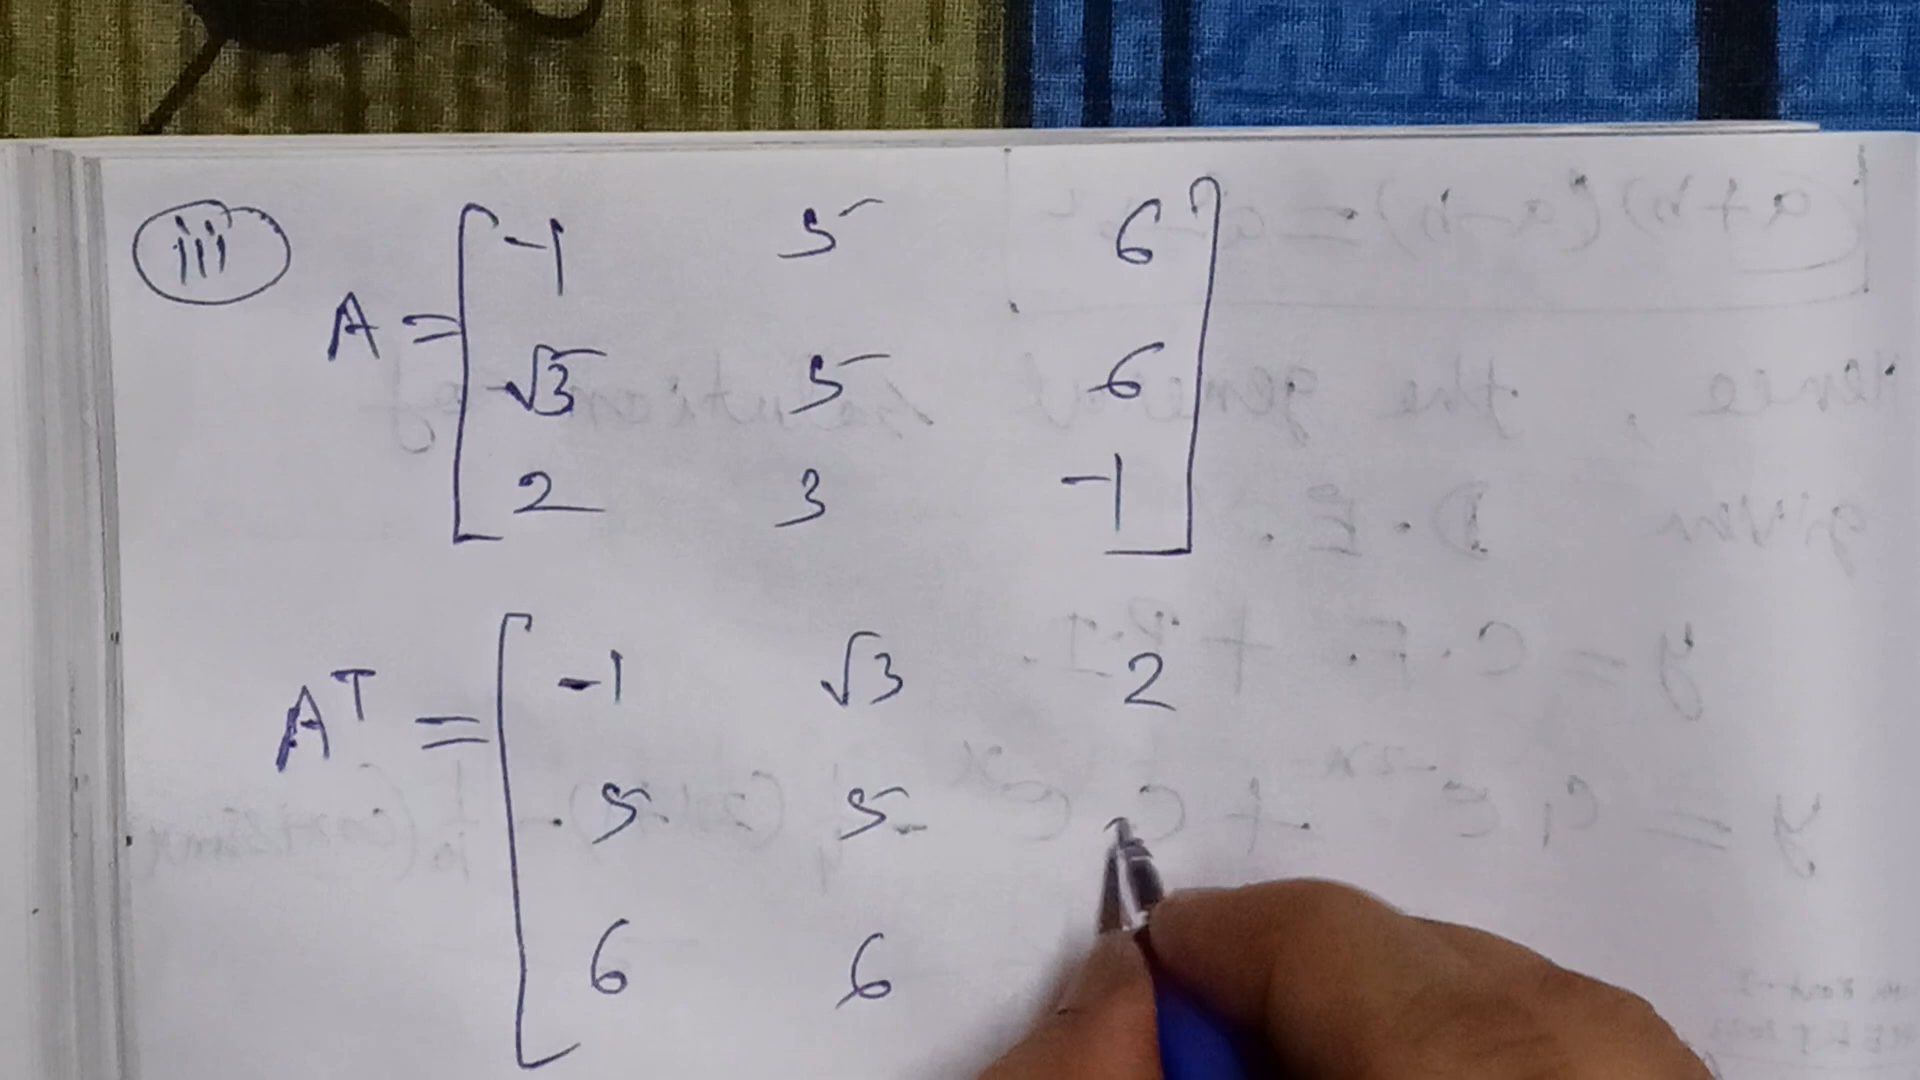 iii
A = [ -1 5 6
√3 5 6
2 3 -1 ]
A^T = [ -1 √3 2
5 5
6 6